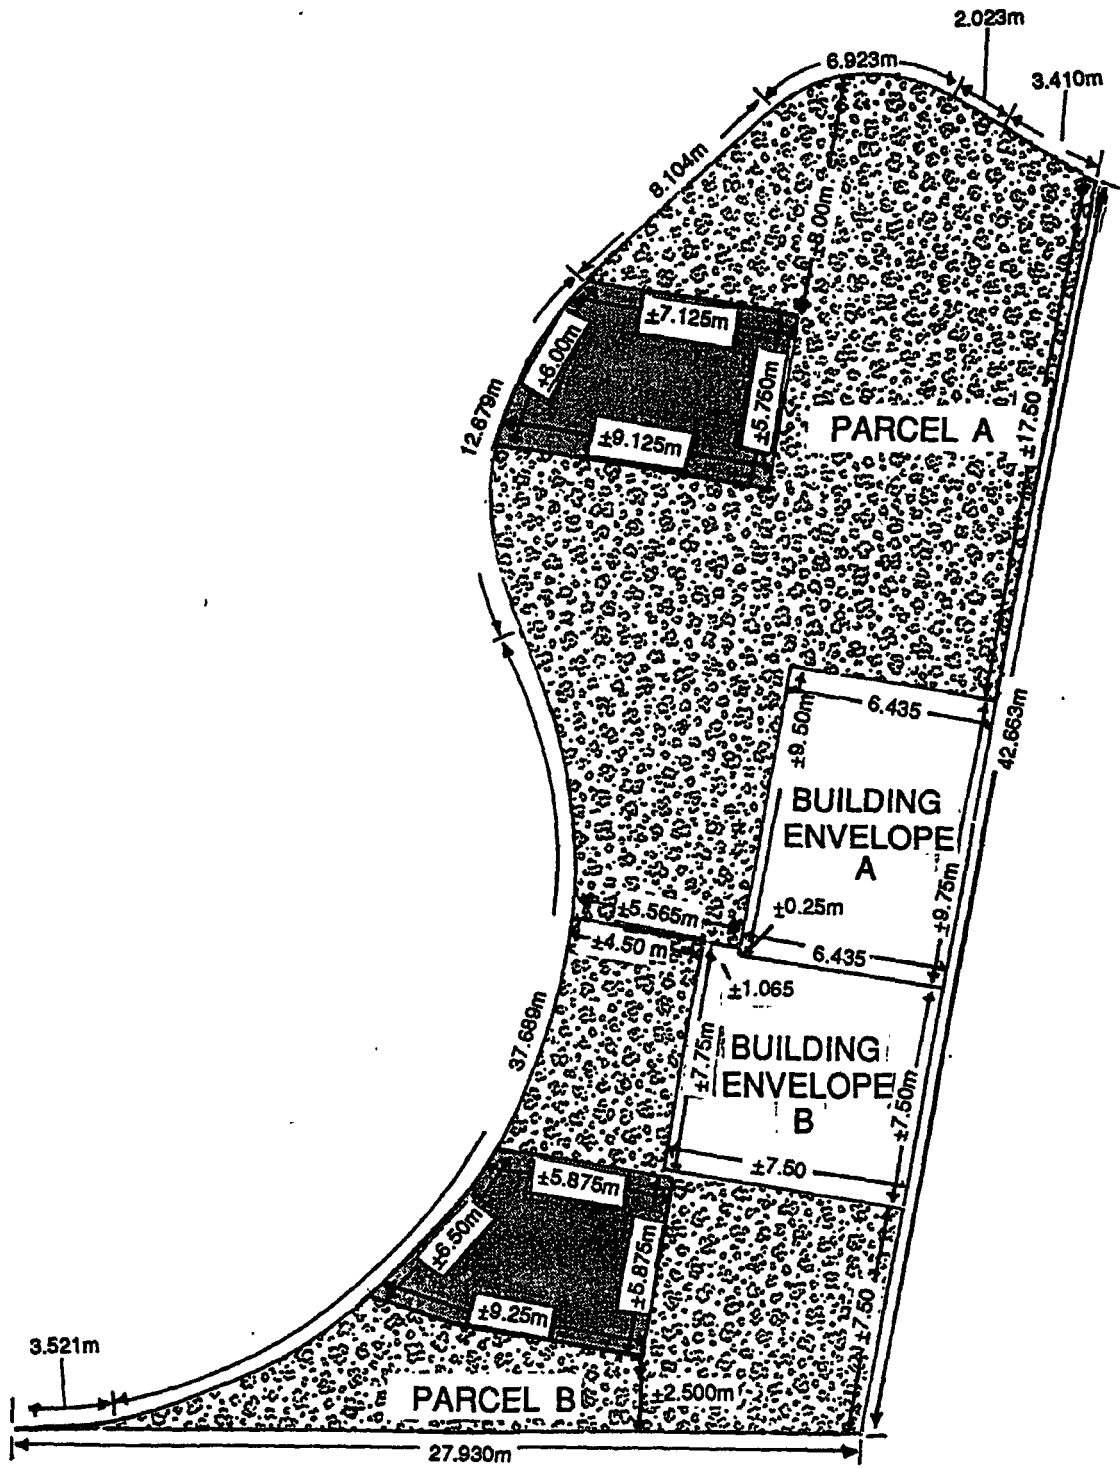 2.023m
6.923m
3.410m
8.104m
±8.00m
±7.125m
±6.00m
±5.750m
12.679m
±9.125m
PARCEL A
±17.50
6.435
±9.50m
42.663m
BUILDING
ENVELOPE
A
±9.75m
±5.565m
±0.25m
±4.50 m
6.435
±1.065
37.689m
±7.75m
BUILDING
ENVELOPE
B
±7.50m
±7.50
±5.875m
±6.50m
±5.875m
±9.25m
±7.50
3.521m
PARCEL B
±2.500m
27.930m